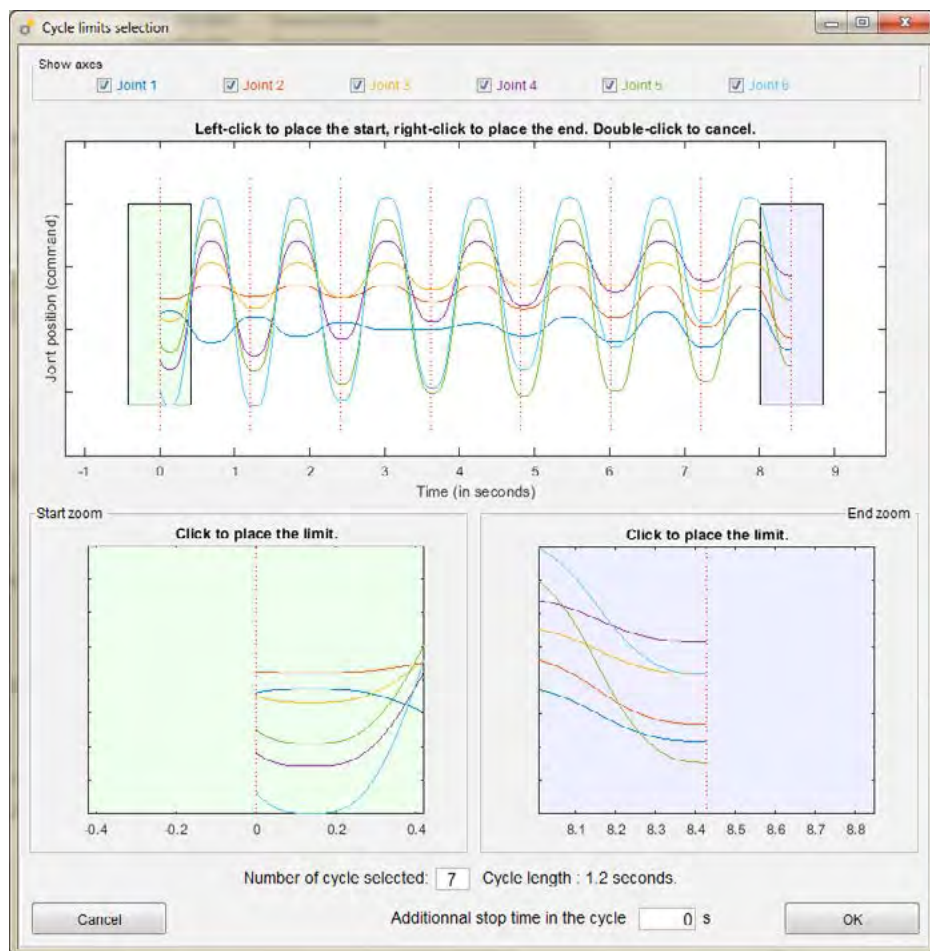 Cycle limits selection
Show axes
Joint 1 Joint 2 Joint 3 Joint 4 Joint 5 Joint 6
Left-click to place the start, right-click to place the end. Double-click to cancel.
Joint position (command)
-1 0 1 2 3 4 5 6 7 8 9
Time (in seconds)
Start zoom
End zoom
Click to place the limit.
Click to place the limit.
-0.4 -0.2 0 0.2 0.4
8.1 8.2 8.3 8.4 8.5 8.6 8.7 8.8
Number of cycle selected: 7 Cycle length : 1.2 seconds.
Cancel
Additionnal stop time in the cycle 0 s
OK